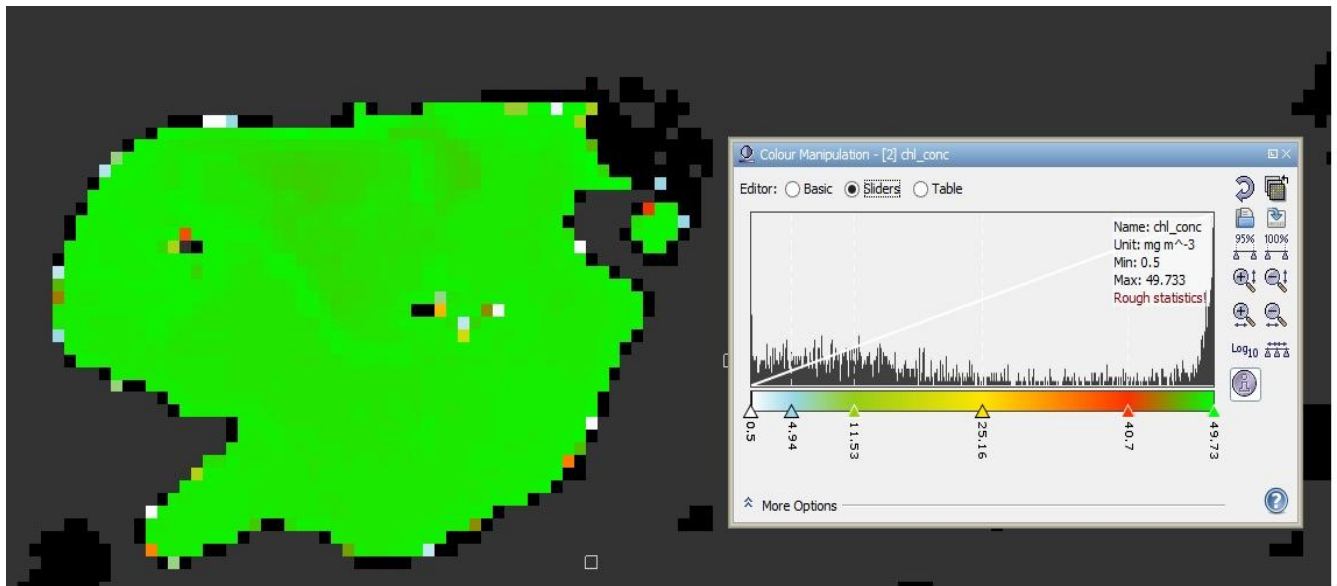 Colour Manipulation - [2] chl_conc
Editor: Basic Sliders Table
Name: chl_conc
Unit: mg m^-3
Min: 0.5
Max: 49.733
Rough statistics!
95% 100%
Log10
0.5 4.94 11.53 25.16 40.7 49.73
More Options